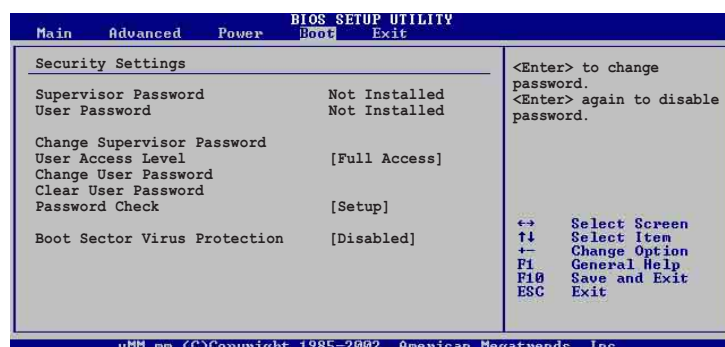 BIOS SETUP UTILITY
Main Advanced Power Boot Exit
Security Settings
Supervisor Password Not Installed
User Password Not Installed
Change Supervisor Password
User Access Level [Full Access]
Change User Password
Clear User Password
Password Check [Setup]
Boot Sector Virus Protection [Disabled]
<Enter> to change
password.
<Enter> again to disable
password.
←→ Select Screen
↑↓ Select Item
+- Change Option
F1 General Help
F10 Save and Exit
ESC Exit
(C)Copyright 1985-2002, American Megatrends, Inc.